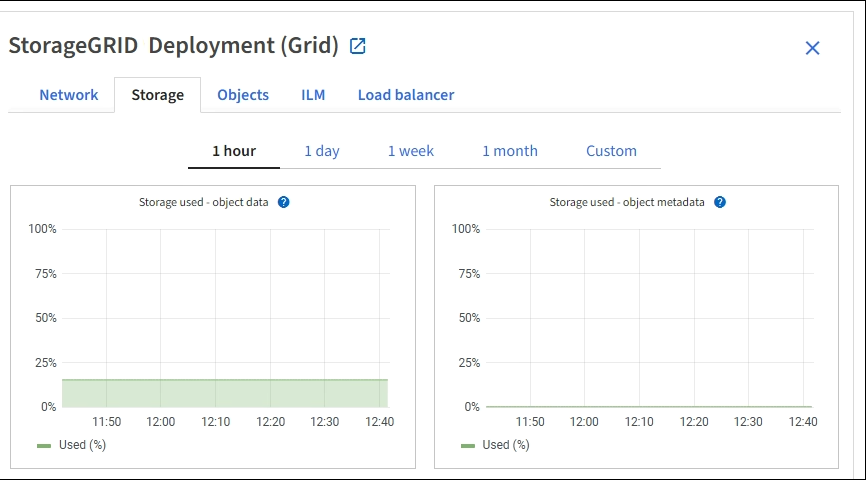 StorageGRID Deployment (Grid)
Network Storage Objects ILM Load balancer
1 hour 1 day 1 week 1 month Custom
Storage used - object data ?
100%
75%
50%
25%
0%
11:50 12:00 12:10 12:20 12:30 12:40
Used (%)
Storage used - object metadata ?
100%
75%
50%
25%
0%
11:50 12:00 12:10 12:20 12:30 12:40
Used (%)